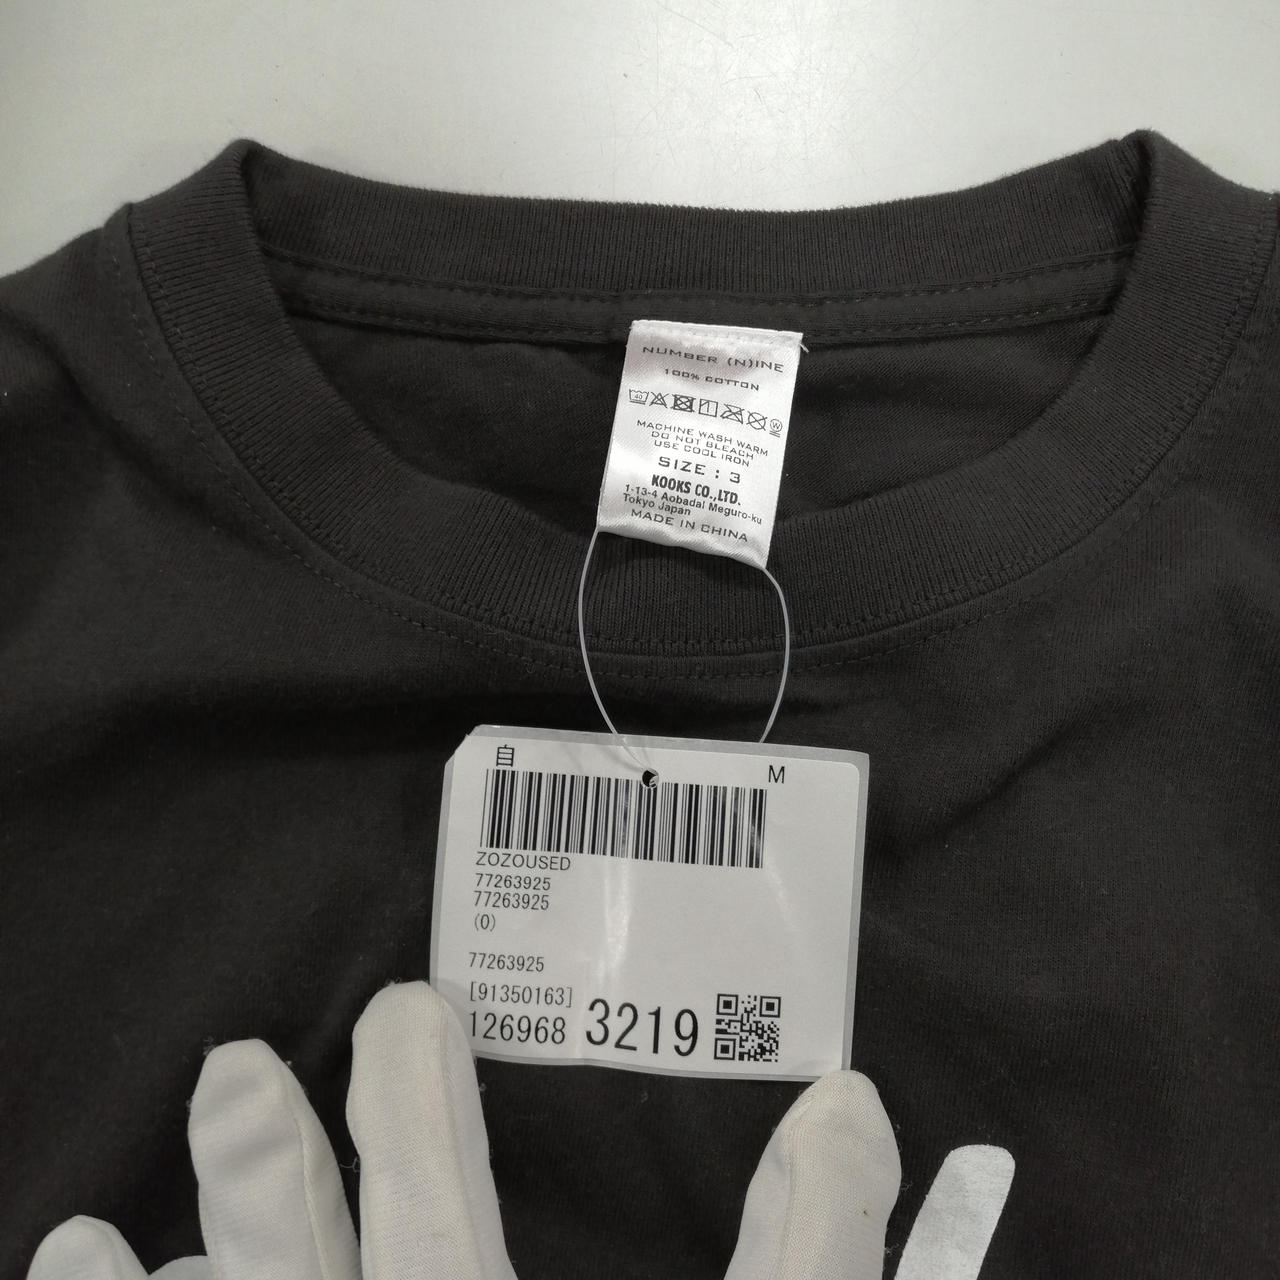 NUMBER (N)INE
100% COTTON
40
W
MACHINE WASH WARM
DO NOT BLEACH
USE COOL IRON
SIZE : 3
KOOKS CO.,LTD.
1-13-4 Aobadai Meguro-ku
Tokyo Japan
MADE IN CHINA
自 M
ZOZOUSED
77263925
77263925
(0)
77263925
[91350163]
126968 3219